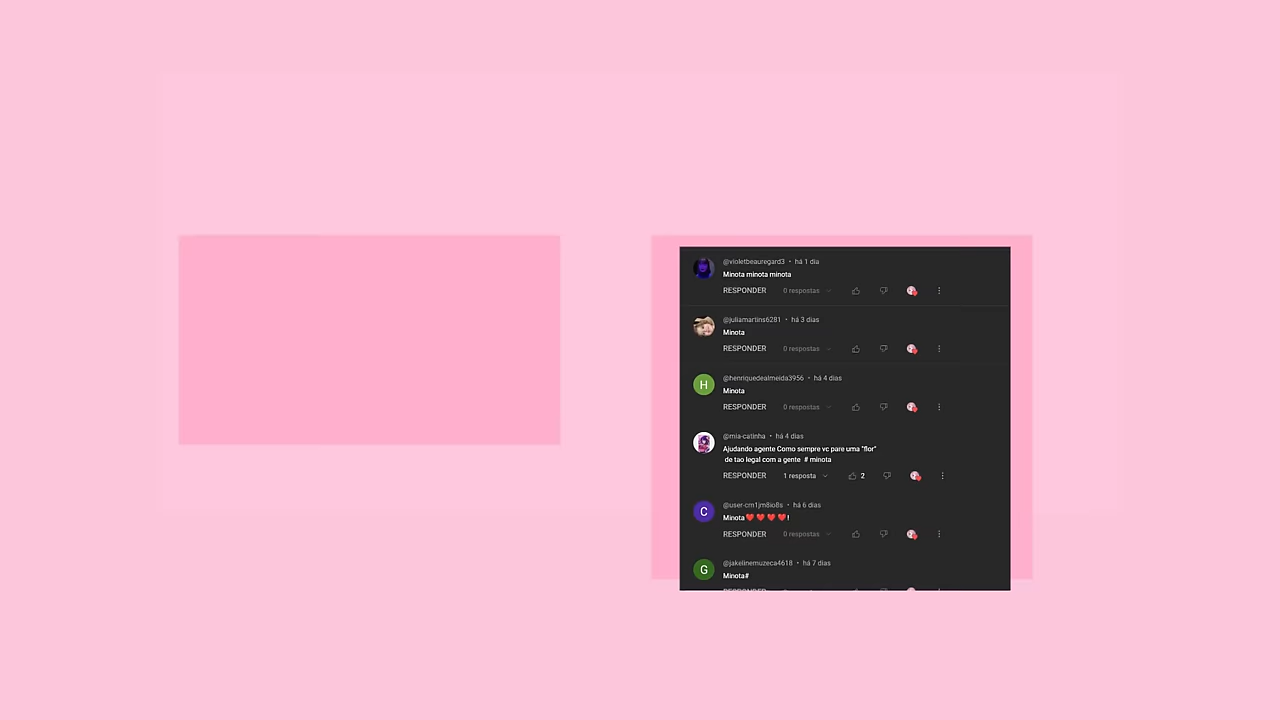 @violetbeauregard3 • há 1 dia
Minota minota minota
RESPONDER 0 respostas
@juliamartins6281 • há 3 dias
Minota
RESPONDER 0 respostas
H
@henriquedealmeida3956 • há 4 dias
Minota
RESPONDER 0 respostas
@mia-catinha • há 4 dias
Ajudando agente Como sempre vc pare uma "flor"
de tao legal com a gente # minota
RESPONDER 1 resposta 2
C
@user-cm1jm8io8s • há 6 dias
Minota❤️❤️❤️❤️!
RESPONDER 0 respostas
G
@jakelinemuzeca4618 • há 7 dias
Minota#